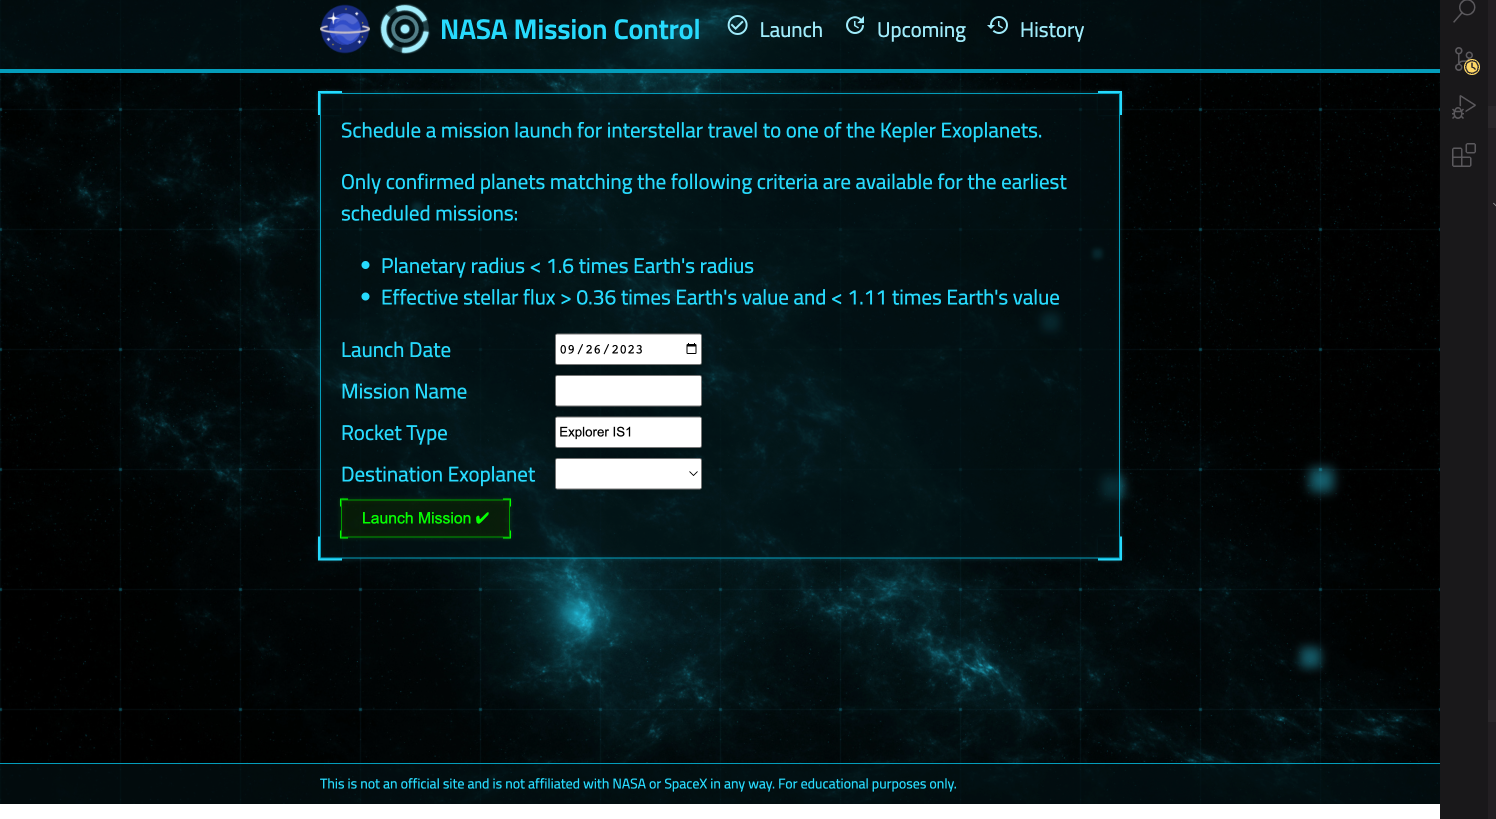 NASA Mission Control Launch Upcoming History
Schedule a mission launch for interstellar travel to one of the Kepler Exoplanets.
Only confirmed planets matching the following criteria are available for the earliest
scheduled missions:
Planetary radius < 1.6 times Earth's radius
Effective stellar flux > 0.36 times Earth's value and < 1.11 times Earth's value
Launch Date 09/26/2023
Mission Name
Rocket Type Explorer IS1
Destination Exoplanet
Launch Mission ✔
This is not an official site and is not affiliated with NASA or SpaceX in any way. For educational purposes only.